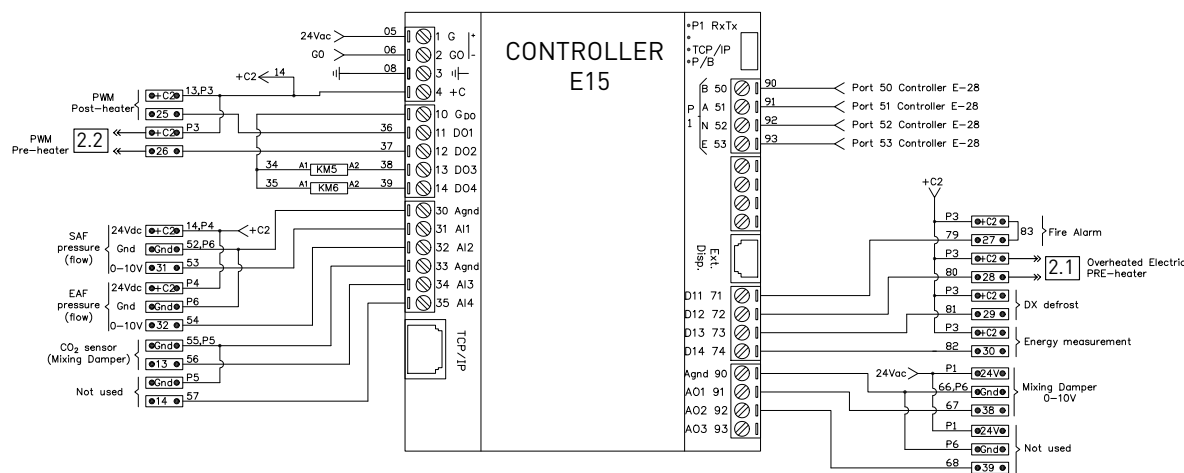 CONTROLLER
E15
24Vac 05 1 G +
G0 06 2 G0 -
08 3
+C2 14 4 +C
PWM
Post-heater
+C2 13,P3
25
PWM
Pre-heater
2.2
+C2 P3
26
10 GDO
36 11 DO1
37 12 DO2
34 A1 KM5 A2 38 13 DO3
35 A1 KM6 A2 39 14 DO4
30 Agnd
31 AI1
32 AI2
33 Agnd
34 AI3
35 AI4
SAF
pressure
(flow)
24Vdc +C2 14,P4 +C2
Gnd Gnd 52,P6
0-10V 31 53
EAF
pressure
(flow)
24Vdc +C2 P4
Gnd Gnd P6
0-10V 32 54
CO2 sensor
(Mixing Damper)
Gnd 55,P5
13 56
Not used
Gnd P5
14 57
TCP/IP
P1 RxTx
TCP/IP
P/B
P
1
B 50 90 Port 50 Controller E-28
A 51 91 Port 51 Controller E-28
N 52 92 Port 52 Controller E-28
E 53 93 Port 53 Controller E-28
Ext.
Disp.
D11 71
D12 72
D13 73
D14 74
Agnd 90
AO1 91
AO2 92
AO3 93
+C2
P3 +C2
79 27 83 Fire Alarm
P3 +C2
80 28 2.1 Overheated Electric
PRE-heater
P3 +C2
81 29 DX defrost
P3 +C2
82 30 Energy measurement
24Vac P1 24V
66,P6 Gnd Mixing Damper
0-10V
67 38
P1 24V
P6 Gnd Not used
68 39